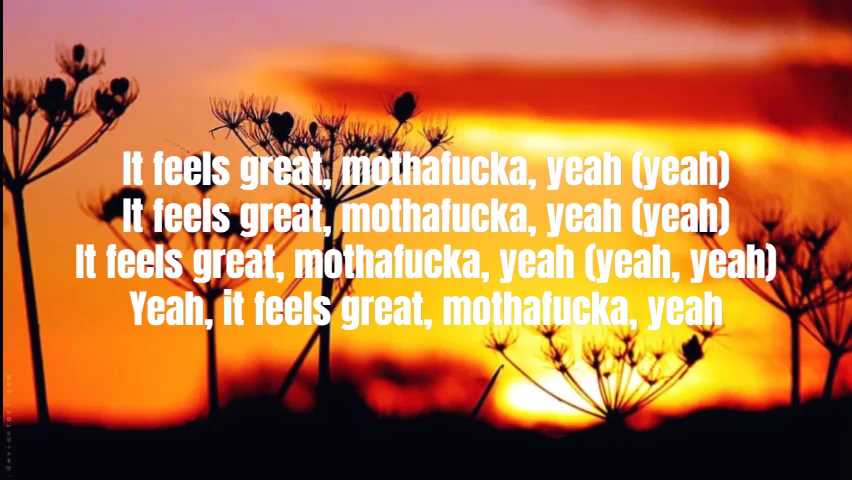 It feels great, mothafucka, yeah (yeah)
It feels great, mothafucka, yeah (yeah)
It feels great, mothafucka, yeah (yeah, yeah)
Yeah, it feels great, mothafucka, yeah